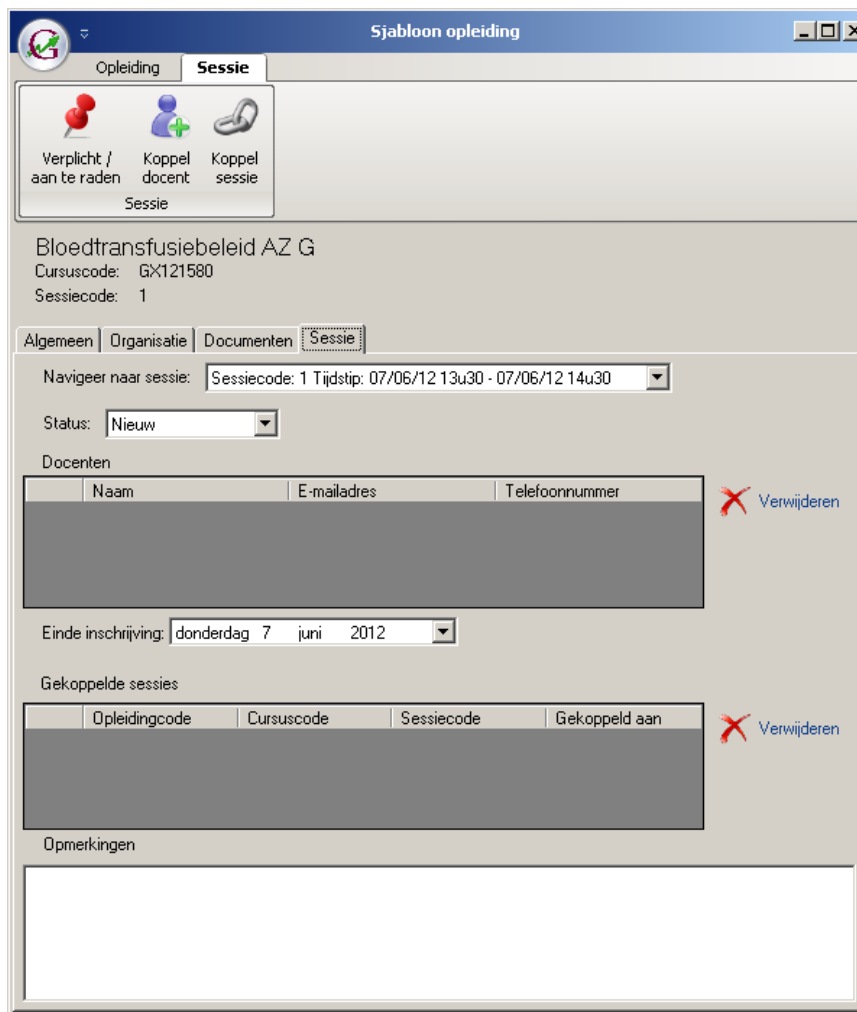 Sjabloon opleiding
Opleiding Sessie
Verplicht / aan te raden
Koppel docent
Koppel sessie
Sessie
Bloedtransfusiebeleid AZ G
Cursuscode: GX121580
Sessiecode: 1
Algemeen Organisatie Documenten Sessie
Navigeer naar sessie: Sessiecode: 1 Tijdstip: 07/06/12 13u30 - 07/06/12 14u30
Status: Nieuw
Docenten
Naam E-mailadres Telefoonnummer
Verwijderen
Einde inschrijving: donderdag 7 juni 2012
Gekoppelde sessies
Opleidingcode Cursuscode Sessiecode Gekoppeld aan
Verwijderen
Opmerkingen